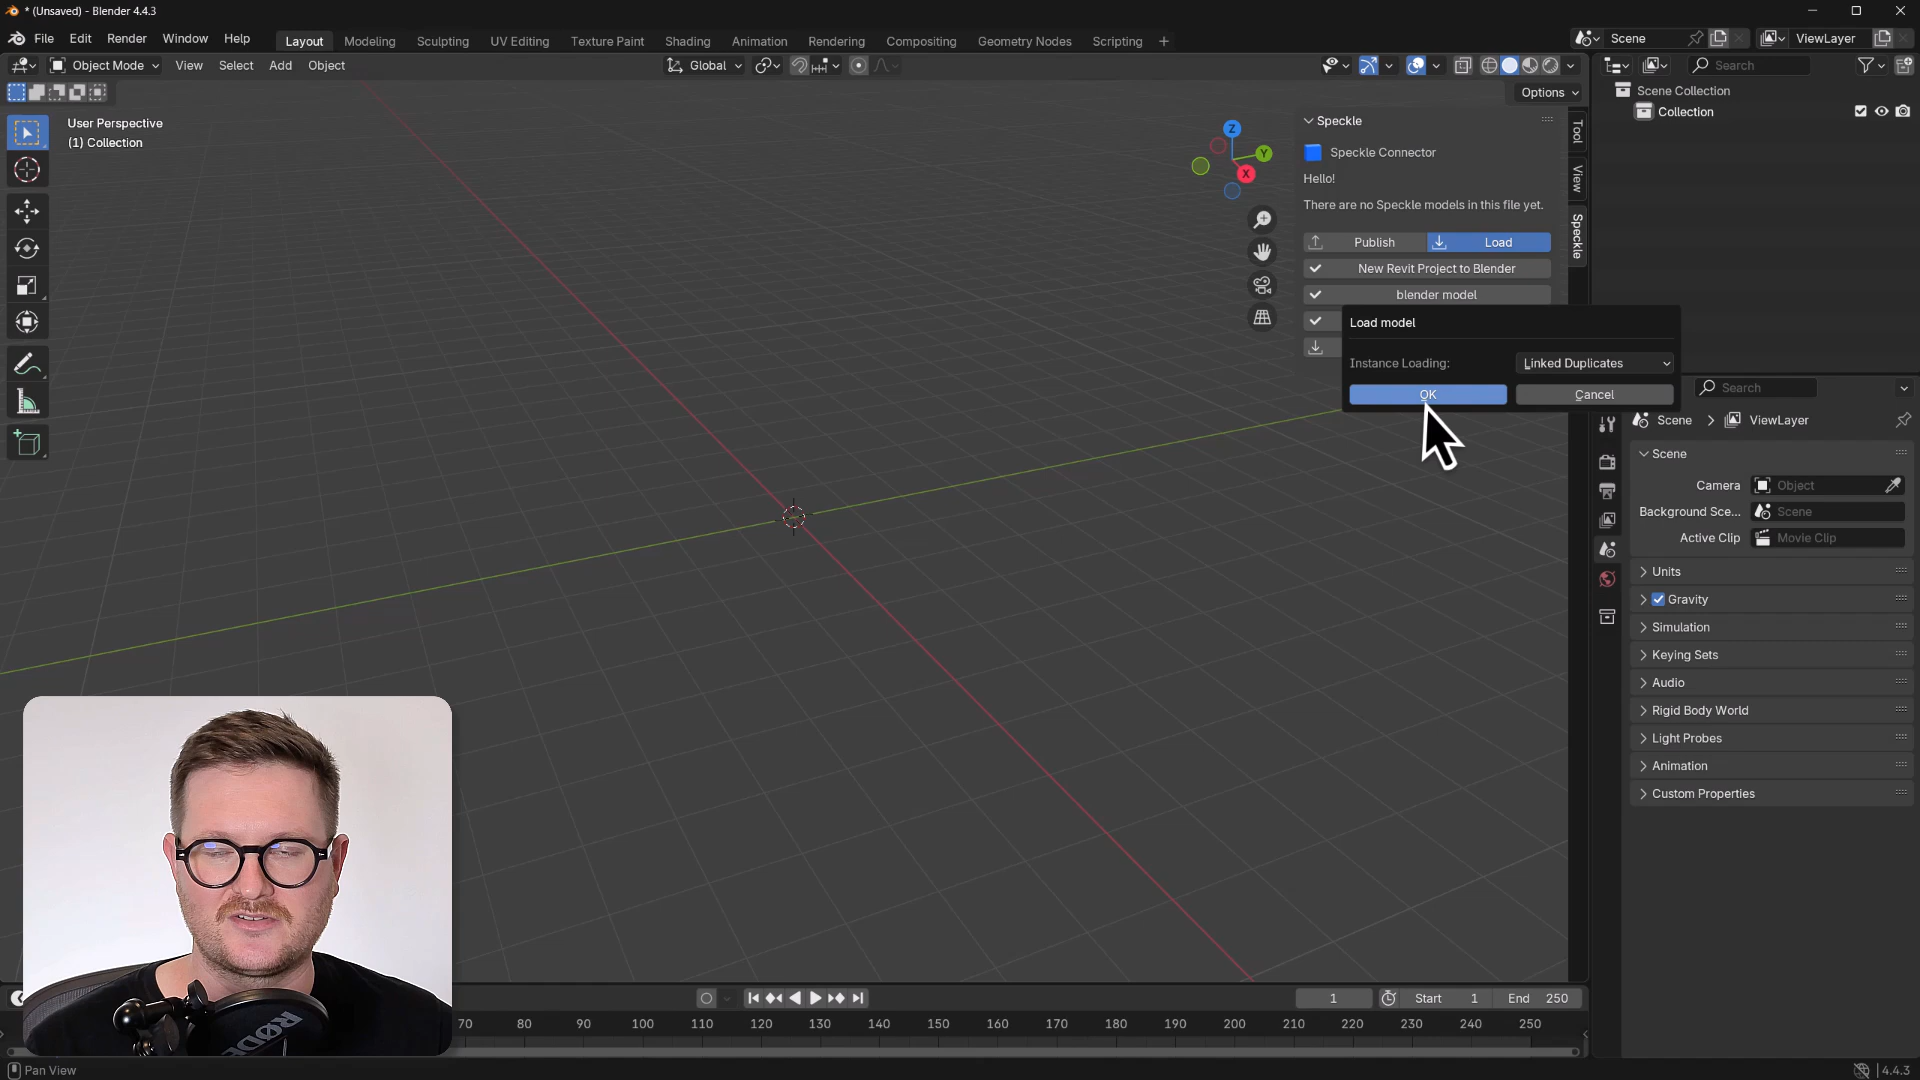 * (Unsaved) - Blender 4.4.3
File Edit Render Window Help
Layout Modeling Sculpting UV Editing Texture Paint Shading Animation Rendering Compositing Geometry Nodes Scripting +
Scene
ViewLayer
Object Mode View Select Add Object
Global
Search
Options
User Perspective
(1) Collection
Z
Y
X
Speckle
Speckle Connector
Hello!
There are no Speckle models in this file yet.
Publish Load
New Revit Project to Blender
blender model
Load model
Instance Loading: Linked Duplicates
OK Cancel
Tool
View
Speckle
Scene Collection
Collection
Search
Scene ViewLayer
Scene
Camera Object
Background Sce... Scene
Active Clip Movie Clip
Units
Gravity
Simulation
Keying Sets
Audio
Rigid Body World
Light Probes
Animation
Custom Properties
RØDE
1 Start 1 End 250
70 80 90 100 110 120 130 140 150 160 170 180 190 200 210 220 230 240 250
Pan View
4.4.3